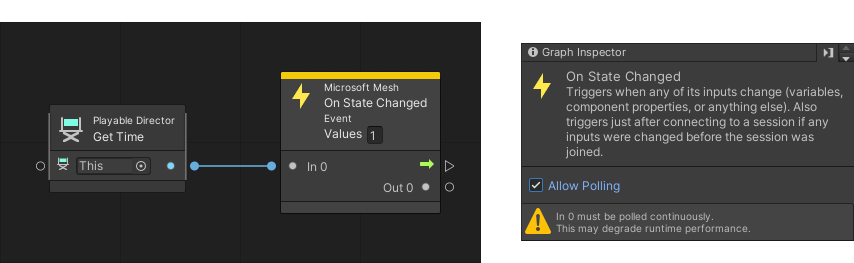 Microsoft Mesh
On State Changed
Event
Values 1
Playable Director
Get Time
This
In 0
Out 0
Graph Inspector
On State Changed
Triggers when any of its inputs change (variables,
component properties, or anything else). Also
triggers just after connecting to a session if any
inputs were changed before the session was
joined.
Allow Polling
In 0 must be polled continuously.
This may degrade runtime performance.